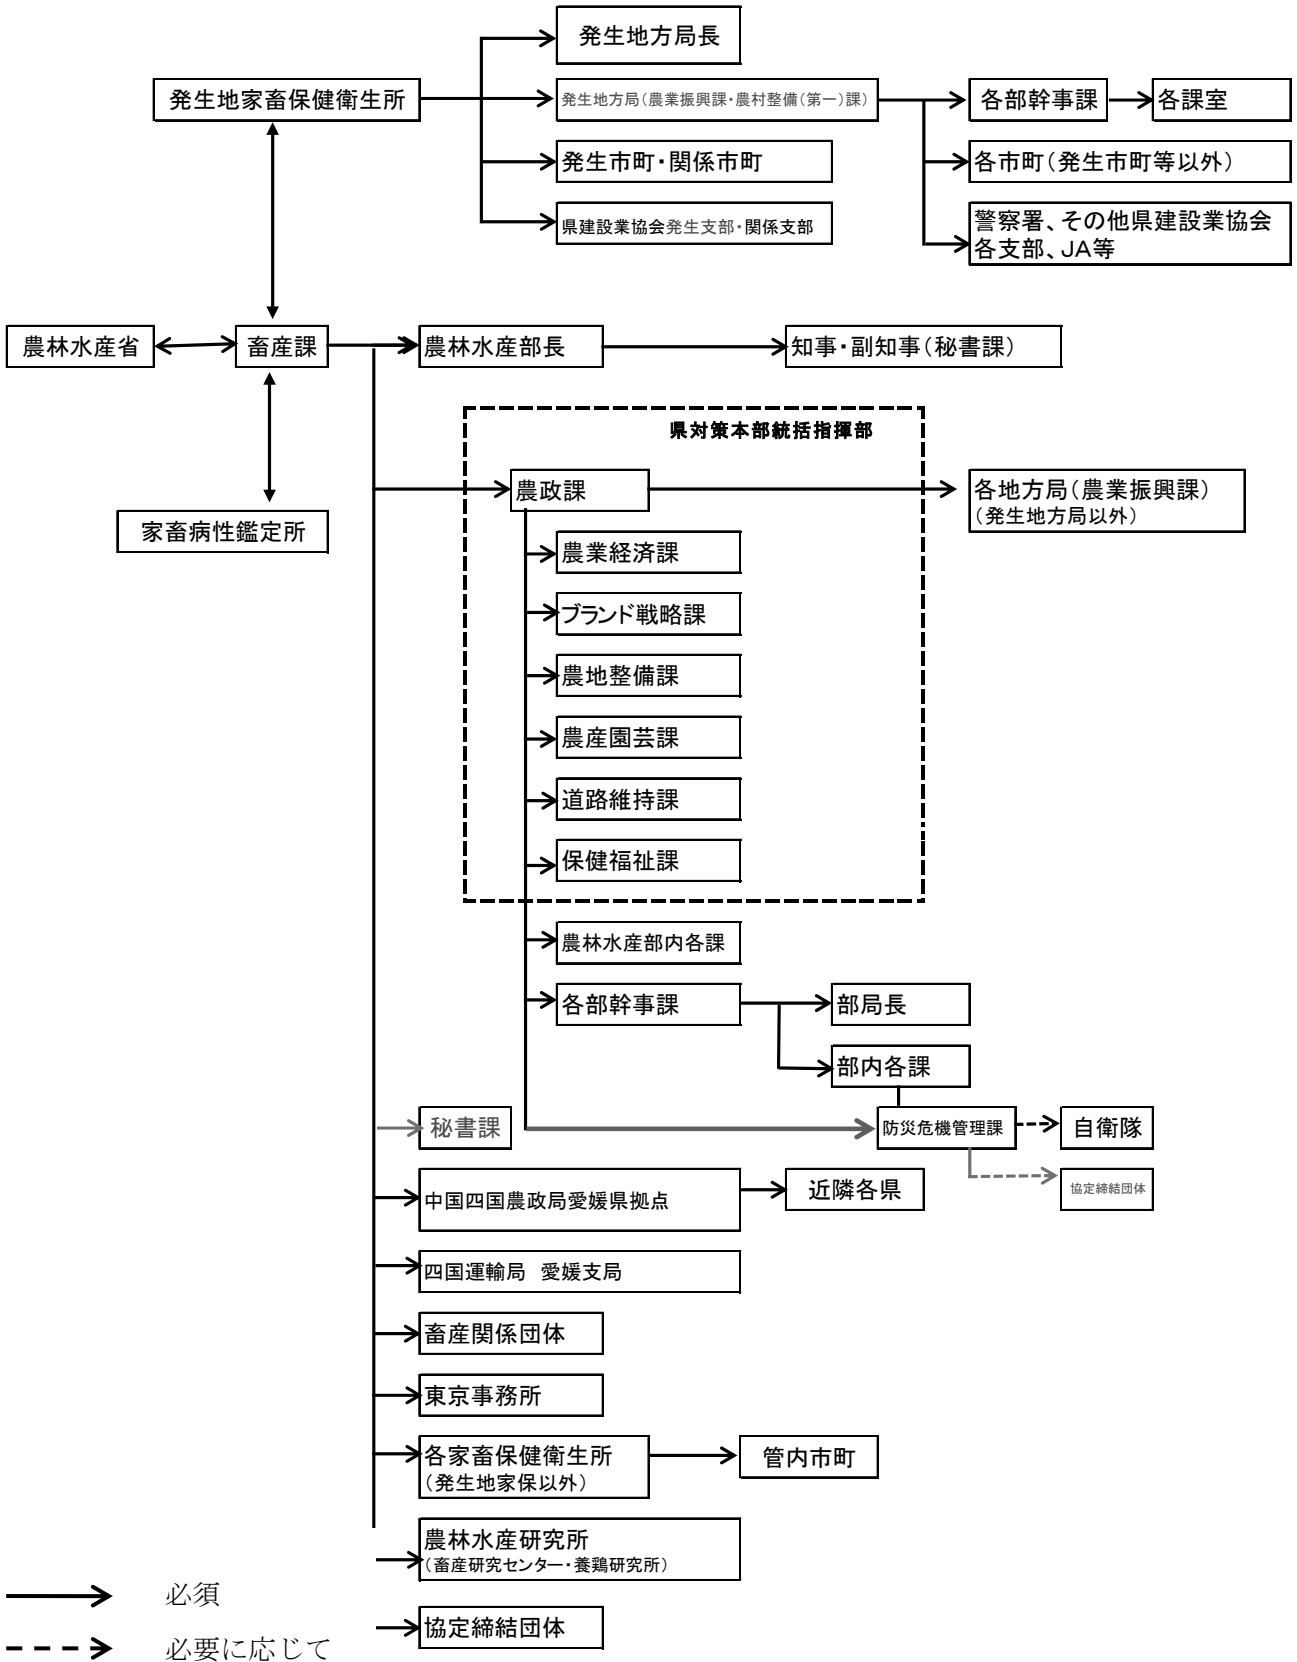 発生地方局長
発生地家畜保健衛生所
発生地方局(農業振興課・農村整備(第一)課)
各部幹事課
各課室
発生市町・関係市町
各市町(発生市町等以外)
県建設業協会発生支部・関係支部
警察署、その他県建設業協会
各支部、JA等
農林水産省
畜産課
農林水産部長
知事・副知事(秘書課)
県対策本部統括指揮部
農政課
各地方局(農業振興課)
(発生地方局以外)
家畜病性鑑定所
農業経済課
ブランド戦略課
農地整備課
農産園芸課
道路維持課
保健福祉課
農林水産部内各課
各部幹事課
部局長
部内各課
秘書課
防災危機管理課
自衛隊
中国四国農政局愛媛県拠点
近隣各県
協定締結団体
四国運輸局 愛媛支局
畜産関係団体
東京事務所
各家畜保健衛生所
(発生地家保以外)
管内市町
農林水産研究所
(畜産研究センター・養鶏研究所)
必須
協定締結団体
必要に応じて